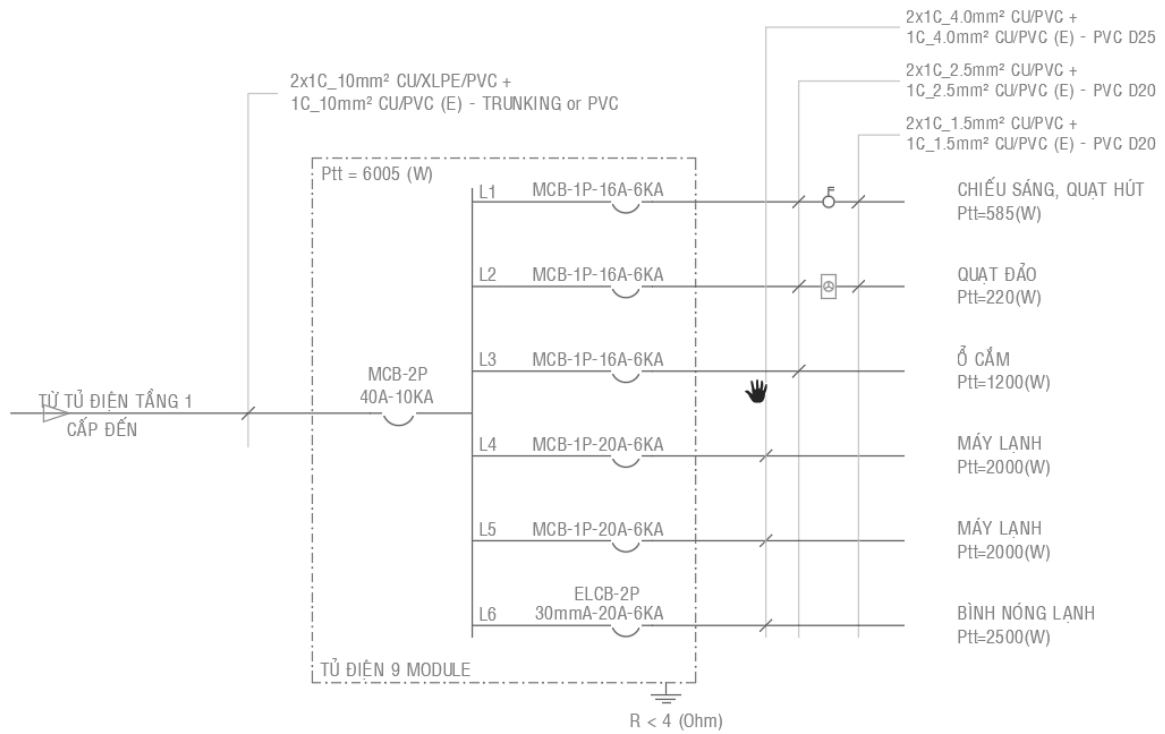 2x1C_4.0mm² CU/PVC +
1C_4.0mm² CU/PVC (E) - PVC D25
2x1C_2.5mm² CU/PVC +
1C_2.5mm² CU/PVC (E) - PVC D20
2x1C_1.5mm² CU/PVC +
1C_1.5mm² CU/PVC (E) - PVC D20
2x1C_10mm² CU/XLPE/PVC +
1C_10mm² CU/PVC (E) - TRUNKING or PVC
Ptt = 6005 (W)
L1 MCB-1P-16A-6KA
CHIẾU SÁNG, QUẠT HÚT
Ptt=585(W)
L2 MCB-1P-16A-6KA
QUẠT ĐẢO
Ptt=220(W)
L3 MCB-1P-16A-6KA
Ổ CẮM
Ptt=1200(W)
MCB-2P
40A-10KA
TỪ TỦ ĐIỆN TẦNG 1
CẤP ĐẾN
L4 MCB-1P-20A-6KA
MÁY LẠNH
Ptt=2000(W)
L5 MCB-1P-20A-6KA
MÁY LẠNH
Ptt=2000(W)
ELCB-2P
L6 30mmA-20A-6KA
BÌNH NÓNG LẠNH
Ptt=2500(W)
TỦ ĐIỆN 9 MODULE
R < 4 (Ohm)